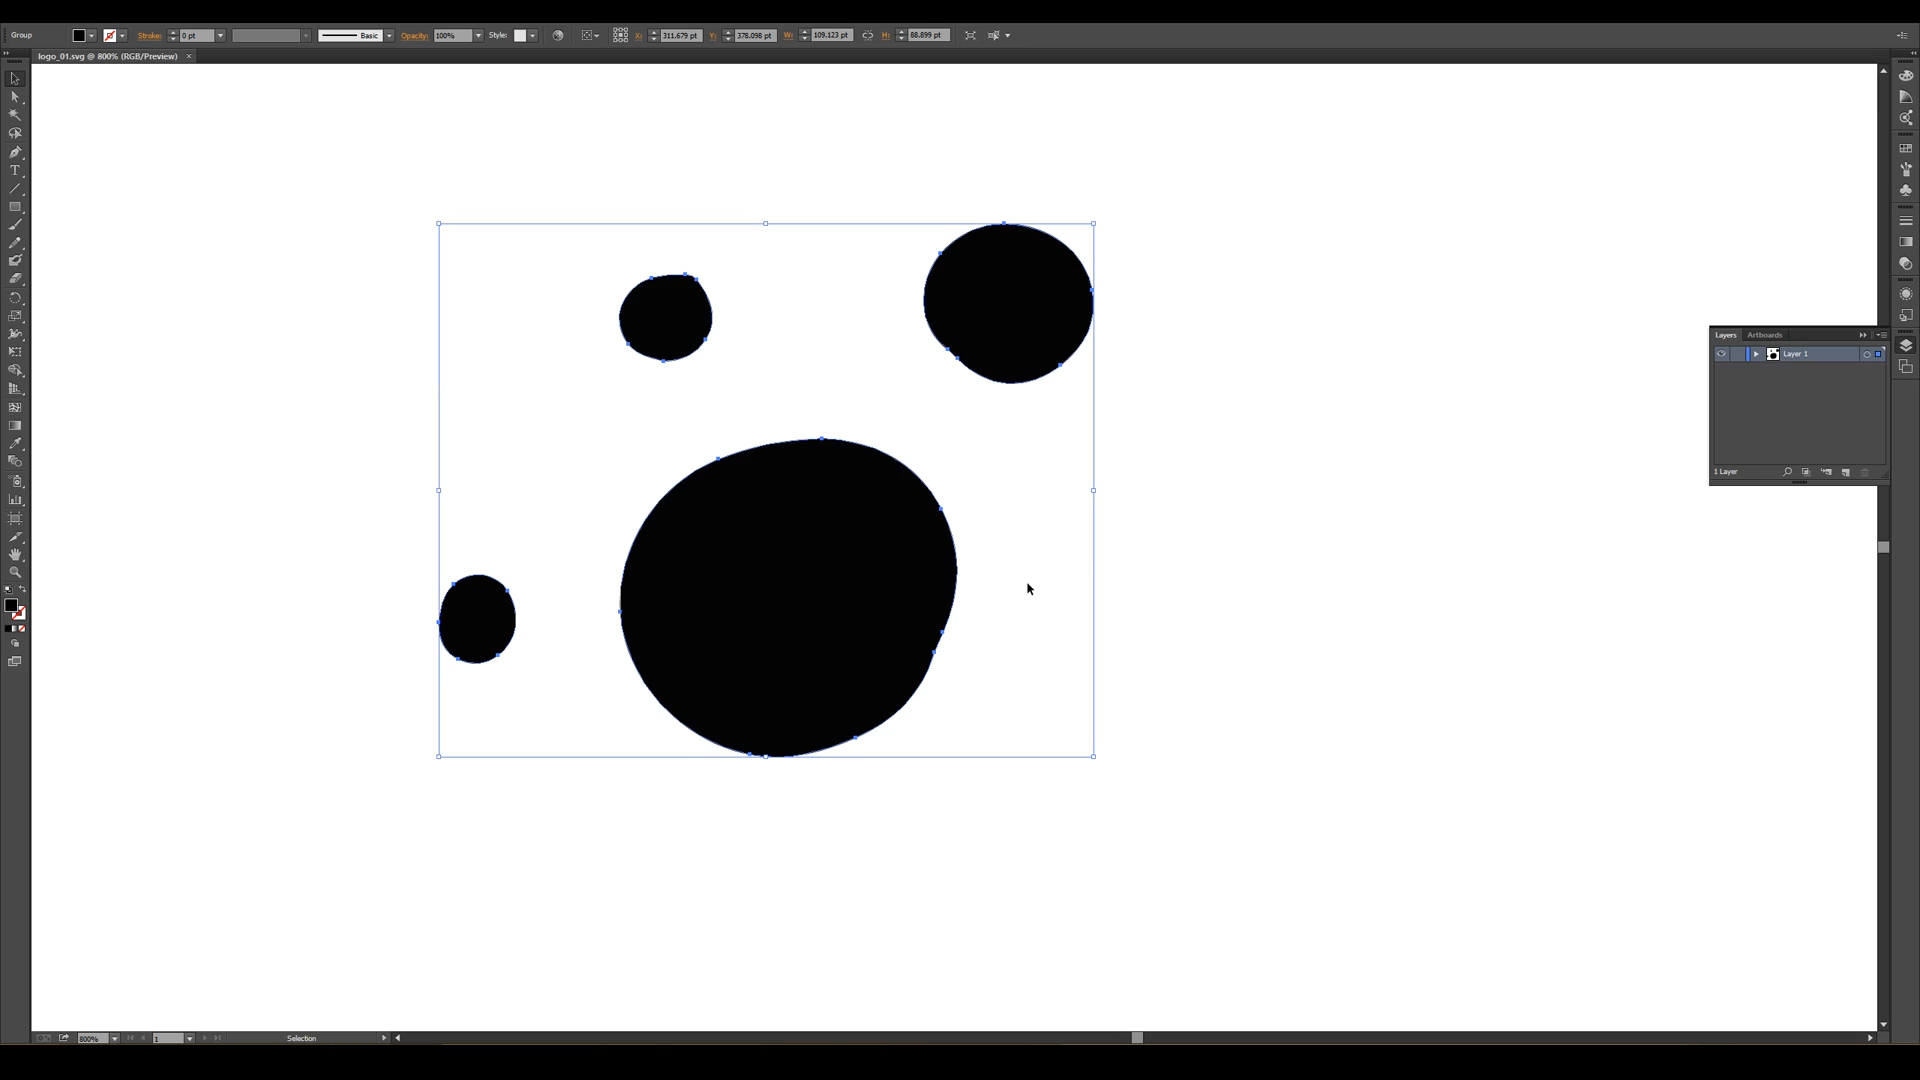 Group Stroke: 0 pt Basic Opacity: 100% Style: X: 311.679 pt Y: 378.098 pt W: 109.123 pt H: 88.899 pt
logo_01.svg @ 800% (RGB/Preview) ×
Layers Artboards
Layer 1
1 Layer
800% 1 Selection